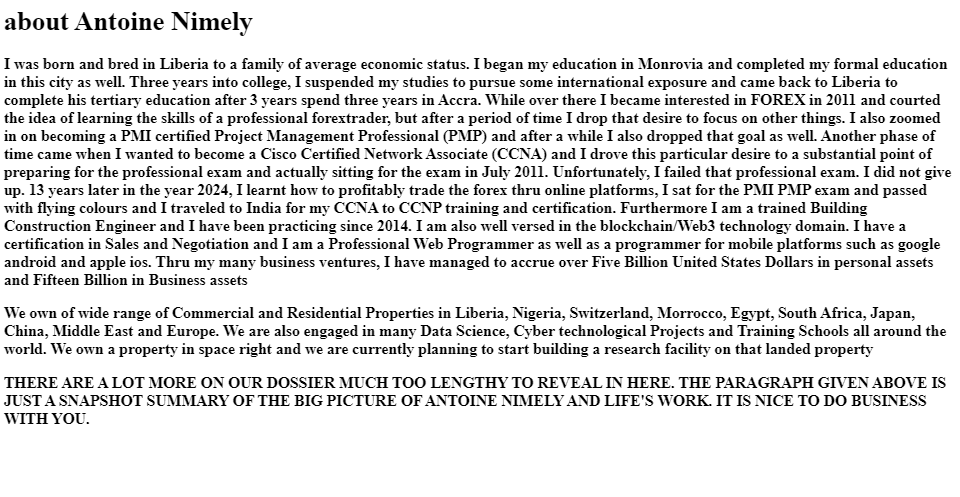 about Antoine Nimely
I was born and bred in Liberia to a family of average economic status. I began my education in Monrovia and completed my formal education
in this city as well. Three years into college, I suspended my studies to pursue some international exposure and came back to Liberia to
complete his tertiary education after 3 years spend three years in Accra. While over there I became interested in FOREX in 2011 and courted
the idea of learning the skills of a professional forextrader, but after a period of time I drop that desire to focus on other things. I also zoomed
in on becoming a PMI certified Project Management Professional (PMP) and after a while I also dropped that goal as well. Another phase of
time came when I wanted to become a Cisco Certified Network Associate (CCNA) and I drove this particular desire to a substantial point of
preparing for the professional exam and actually sitting for the exam in July 2011. Unfortunately, I failed that professional exam. I did not give
up. 13 years later in the year 2024, I learnt how to profitably trade the forex thru online platforms, I sat for the PMI PMP exam and passed
with flying colours and I traveled to India for my CCNA to CCNP training and certification. Furthermore I am a trained Building
Construction Engineer and I have been practicing since 2014. I am also well versed in the blockchain/Web3 technology domain. I have a
certification in Sales and Negotiation and I am a Professional Web Programmer as well as a programmer for mobile platforms such as google
android and apple ios. Thru my many business ventures, I have managed to accrue over Five Billion United States Dollars in personal assets
and Fifteen Billion in Business assets
We own of wide range of Commercial and Residential Properties in Liberia, Nigeria, Switzerland, Morrocco, Egypt, South Africa, Japan,
China, Middle East and Europe. We are also engaged in many Data Science, Cyber technological Projects and Training Schools all around the
world. We own a property in space right and we are currently planning to start building a research facility on that landed property
THERE ARE A LOT MORE ON OUR DOSSIER MUCH TOO LENGTHY TO REVEAL IN HERE. THE PARAGRAPH GIVEN ABOVE IS
JUST A SNAPSHOT SUMMARY OF THE BIG PICTURE OF ANTOINE NIMELY AND LIFE'S WORK. IT IS NICE TO DO BUSINESS
WITH YOU.